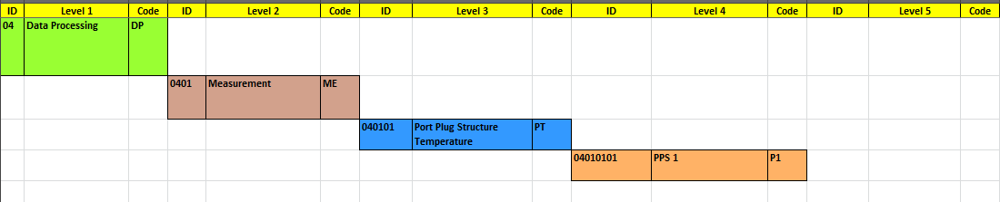 ID Level 1 Code ID Level 2 Code ID Level 3 Code ID Level 4 Code ID Level 5 Code
04 Data Processing DP
0401 Measurement ME
040101 Port Plug Structure PT
Temperature
04010101 PPS 1 P1